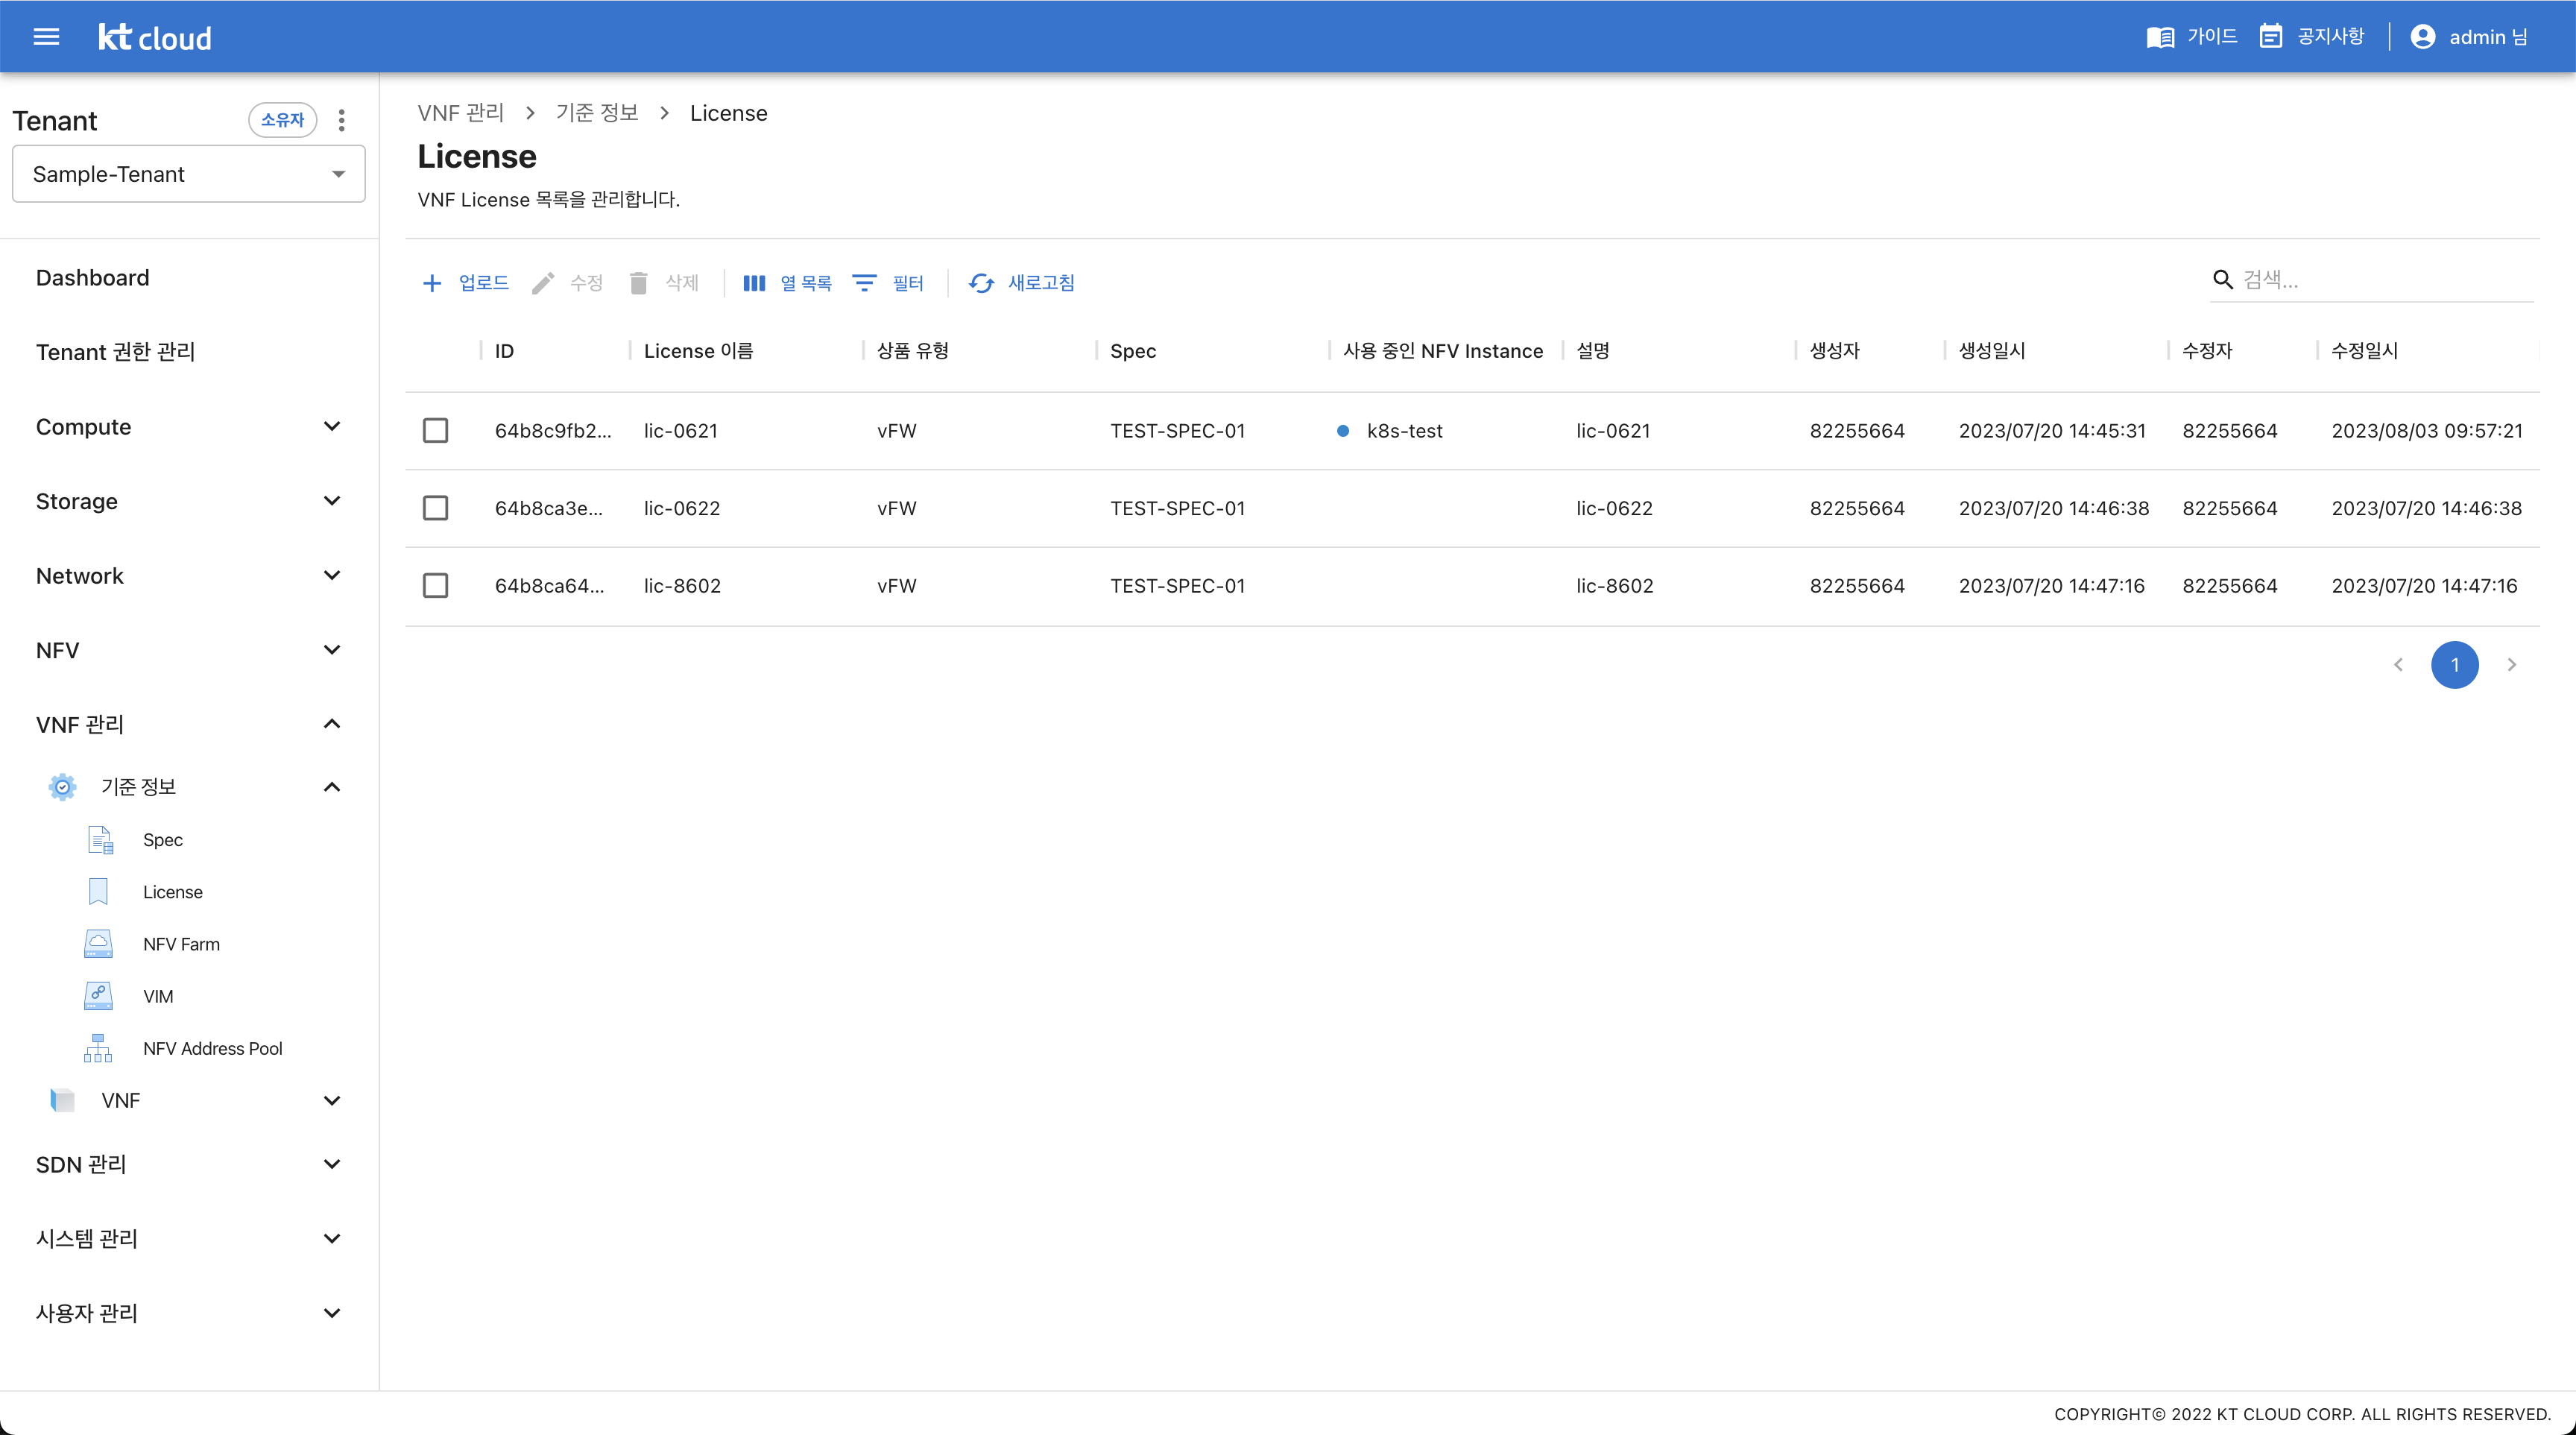 kt cloud
가이드
공지사항
admin 님
Tenant
소유자
Sample-Tenant
Dashboard
Tenant 권한 관리
Compute
Storage
Network
NFV
VNF 관리
기준 정보
Spec
License
NFV Farm
VIM
NFV Address Pool
VNF
SDN 관리
시스템 관리
사용자 관리
VNF 관리 > 기준 정보 > License
License
VNF License 목록을 관리합니다.
+ 업로드 수정 삭제 열 목록 필터 새로고침
검색...
ID License 이름 상품 유형 Spec 사용 중인 NFV Instance 설명 생성자 생성일시 수정자 수정일시
64b8c9fb2... lic-0621 vFW TEST-SPEC-01 k8s-test lic-0621 82255664 2023/07/20 14:45:31 82255664 2023/08/03 09:57:21
64b8ca3e... lic-0622 vFW TEST-SPEC-01 lic-0622 82255664 2023/07/20 14:46:38 82255664 2023/07/20 14:46:38
64b8ca64... lic-8602 vFW TEST-SPEC-01 lic-8602 82255664 2023/07/20 14:47:16 82255664 2023/07/20 14:47:16
< 1 >
COPYRIGHT© 2022 KT CLOUD CORP. ALL RIGHTS RESERVED.